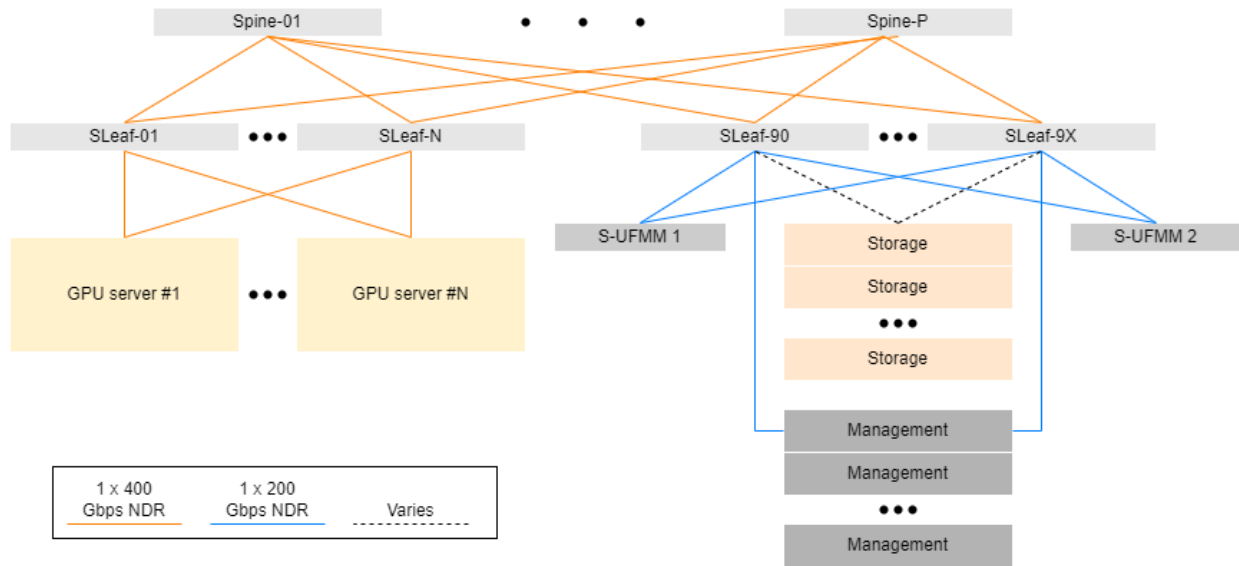 Spine-01
Spine-P
SLeaf-01
SLeaf-N
SLeaf-90
SLeaf-9X
S-UFMM 1
Storage
S-UFMM 2
GPU server #1
GPU server #N
Storage
Storage
Management
Management
Management
1 x 400
Gbps NDR
1 x 200
Gbps NDR
Varies